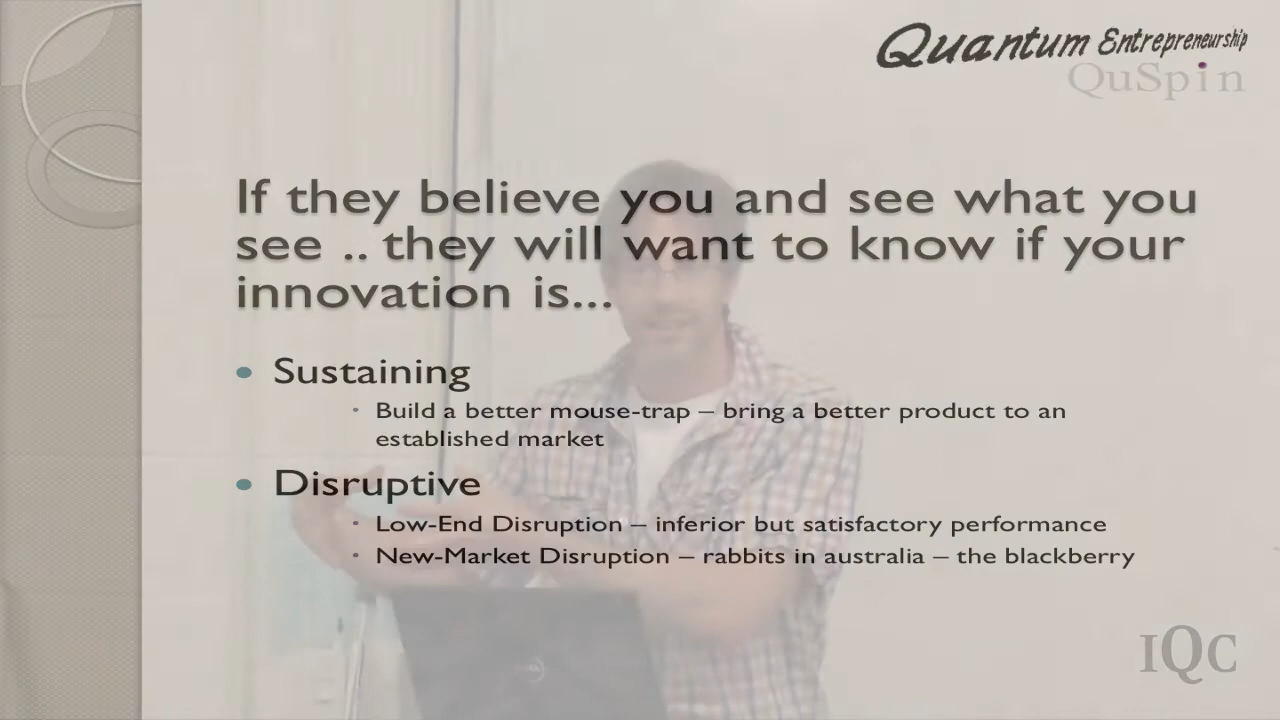 Quantum Entrepreneurship
QuSpin
If they believe you and see what you
see .. they will want to know if your
innovation is...
• Sustaining
• Build a better mouse-trap – bring a better product to an
established market
• Disruptive
• Low-End Disruption – inferior but satisfactory performance
• New-Market Disruption – rabbits in australia – the blackberry
IQC